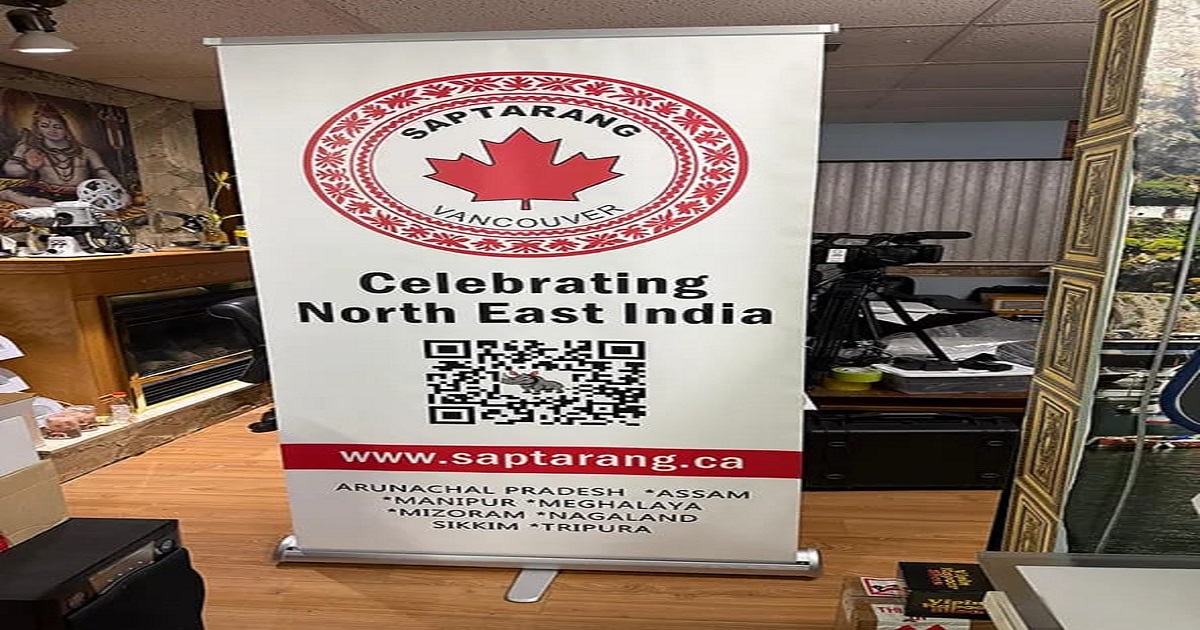 SAPTARANG
VANCOUVER
Celebrating
North East India
www.saptarang.ca
ARUNACHAL PRADESH *ASSAM
*MANIPUR *MEGHALAYA
*MIZORAM *NAGALAND
SIKKIM *TRIPURA